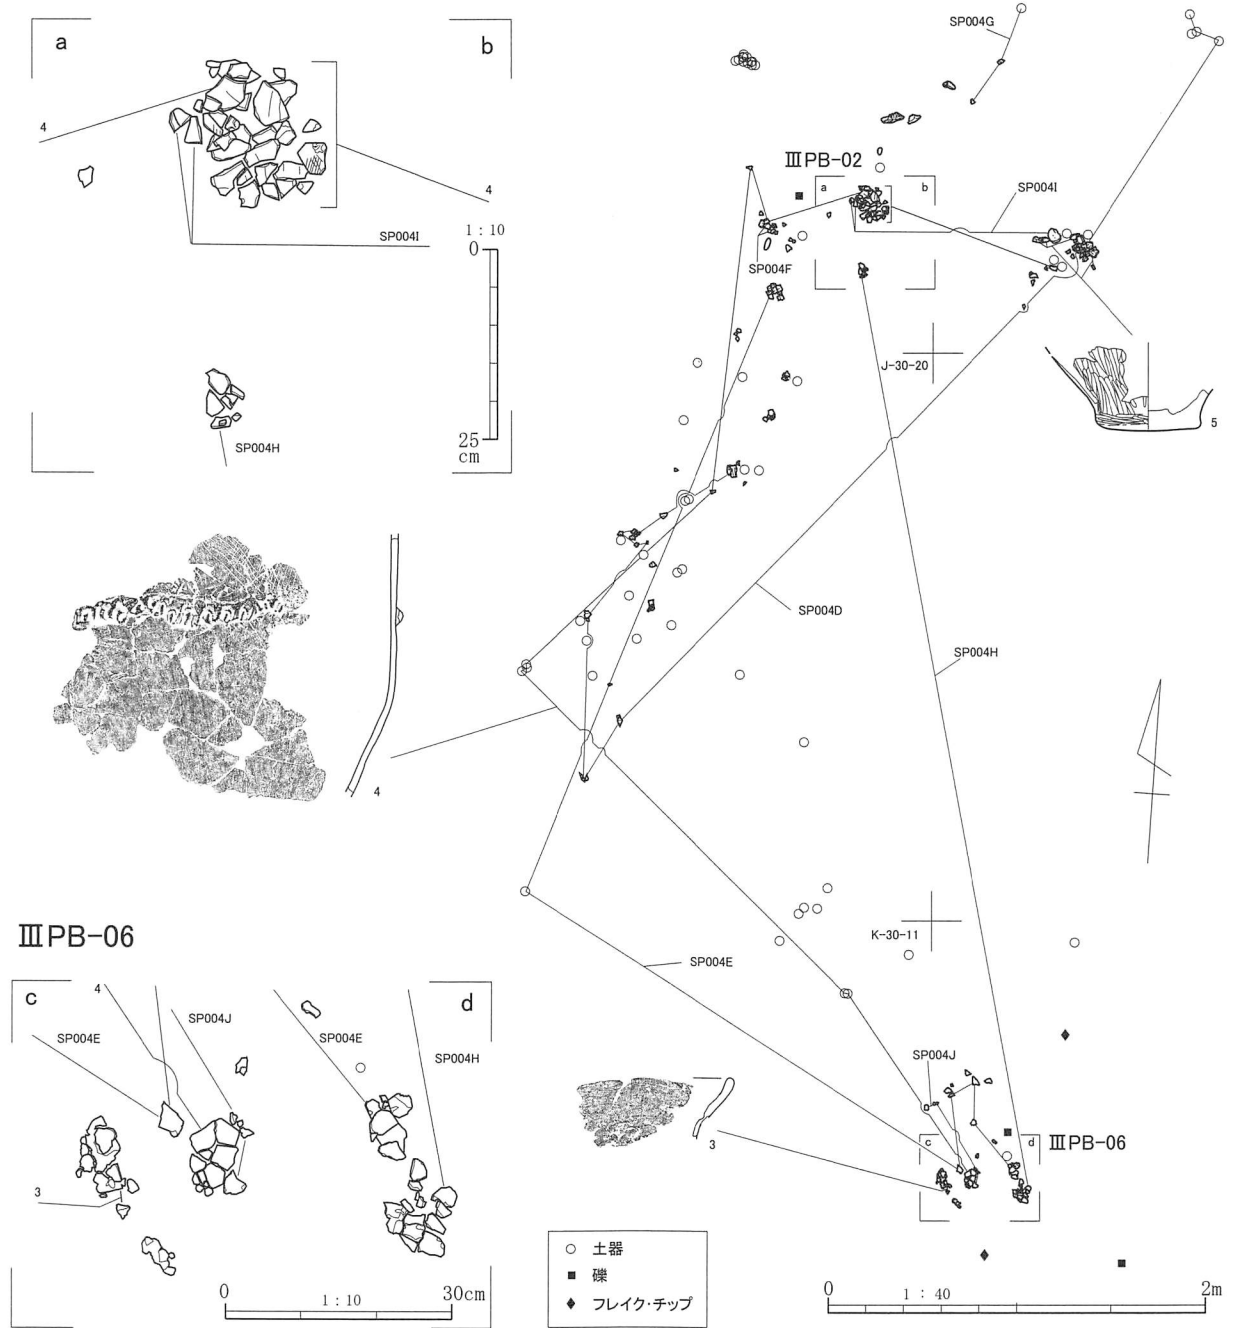 a
b
4
4
SP004I
1:10
0
25
cm
SP004H
SP004G
ⅢPB-02
a
b
SP004I
SP004F
J-30-20
5
SP004D
SP004H
4
K-30-11
SP004E
ⅢPB-06
c
d
4
SP004J
SP004E
SP004E
SP004H
3
0
30cm
1:10
SP004J
3
c
d
ⅢPB-06
○ 土器
■ 礫
◆ フレイク・チップ
0
1:40
2m